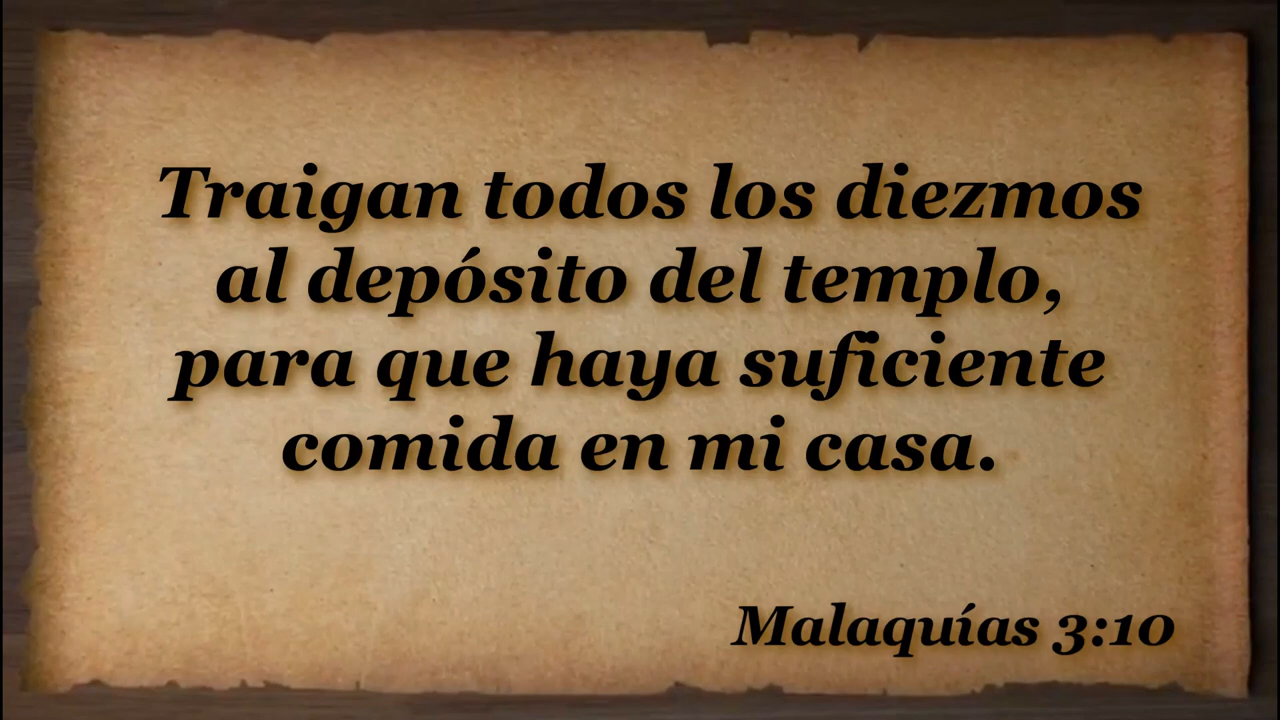 Traigan todos los diezmos
al depósito del templo,
para que haya suficiente
comida en mi casa.
Malaquías 3:10